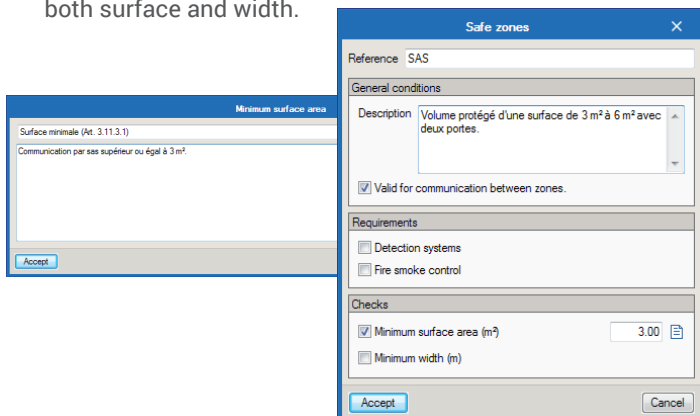 both surface and width.
Minimum surface area
Surface minimale (Art. 3.11.3.1)
Communication par sas supérieur ou égal à 3 m².
Accept
Safe zones
Reference SAS
General conditions
Description Volume protégé d'une surface de 3 m² à 6 m² avec
deux portes.
Valid for communication between zones.
Requirements
Detection systems
Fire smoke control
Checks
Minimum surface area (m²) 3.00
Minimum width (m)
Accept Cancel